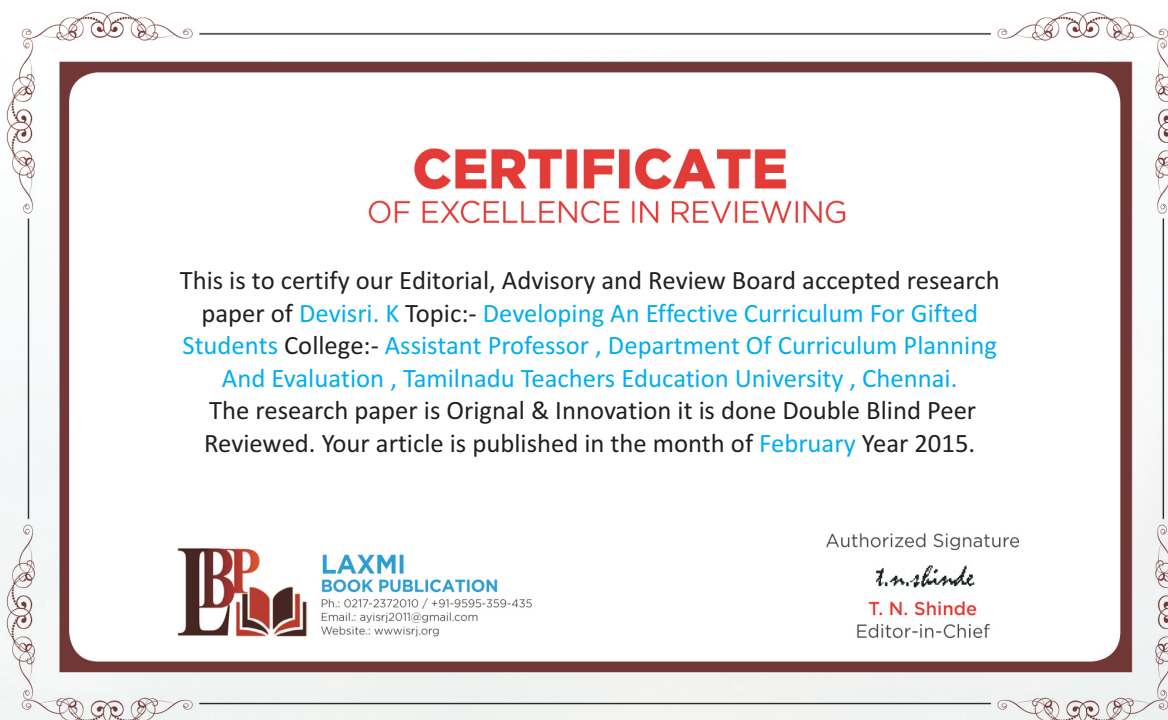 CERTIFICATE
OF EXCELLENCE IN REVIEWING
This is to certify our Editorial, Advisory and Review Board accepted research
paper of Devisri. K Topic:- Developing An Effective Curriculum For Gifted
Students College:- Assistant Professor , Department Of Curriculum Planning
And Evaluation , Tamilnadu Teachers Education University , Chennai.
The research paper is Orignal & Innovation it is done Double Blind Peer
Reviewed. Your article is published in the month of February Year 2015.
LBP
LAXMI
BOOK PUBLICATION
Ph.: 0217-2372010 / +91-9595-359-435
Email.: ayisrj2011@gmail.com
Website.: wwwisrj.org
Authorized Signature
t.n.shinde
T. N. Shinde
Editor-in-Chief